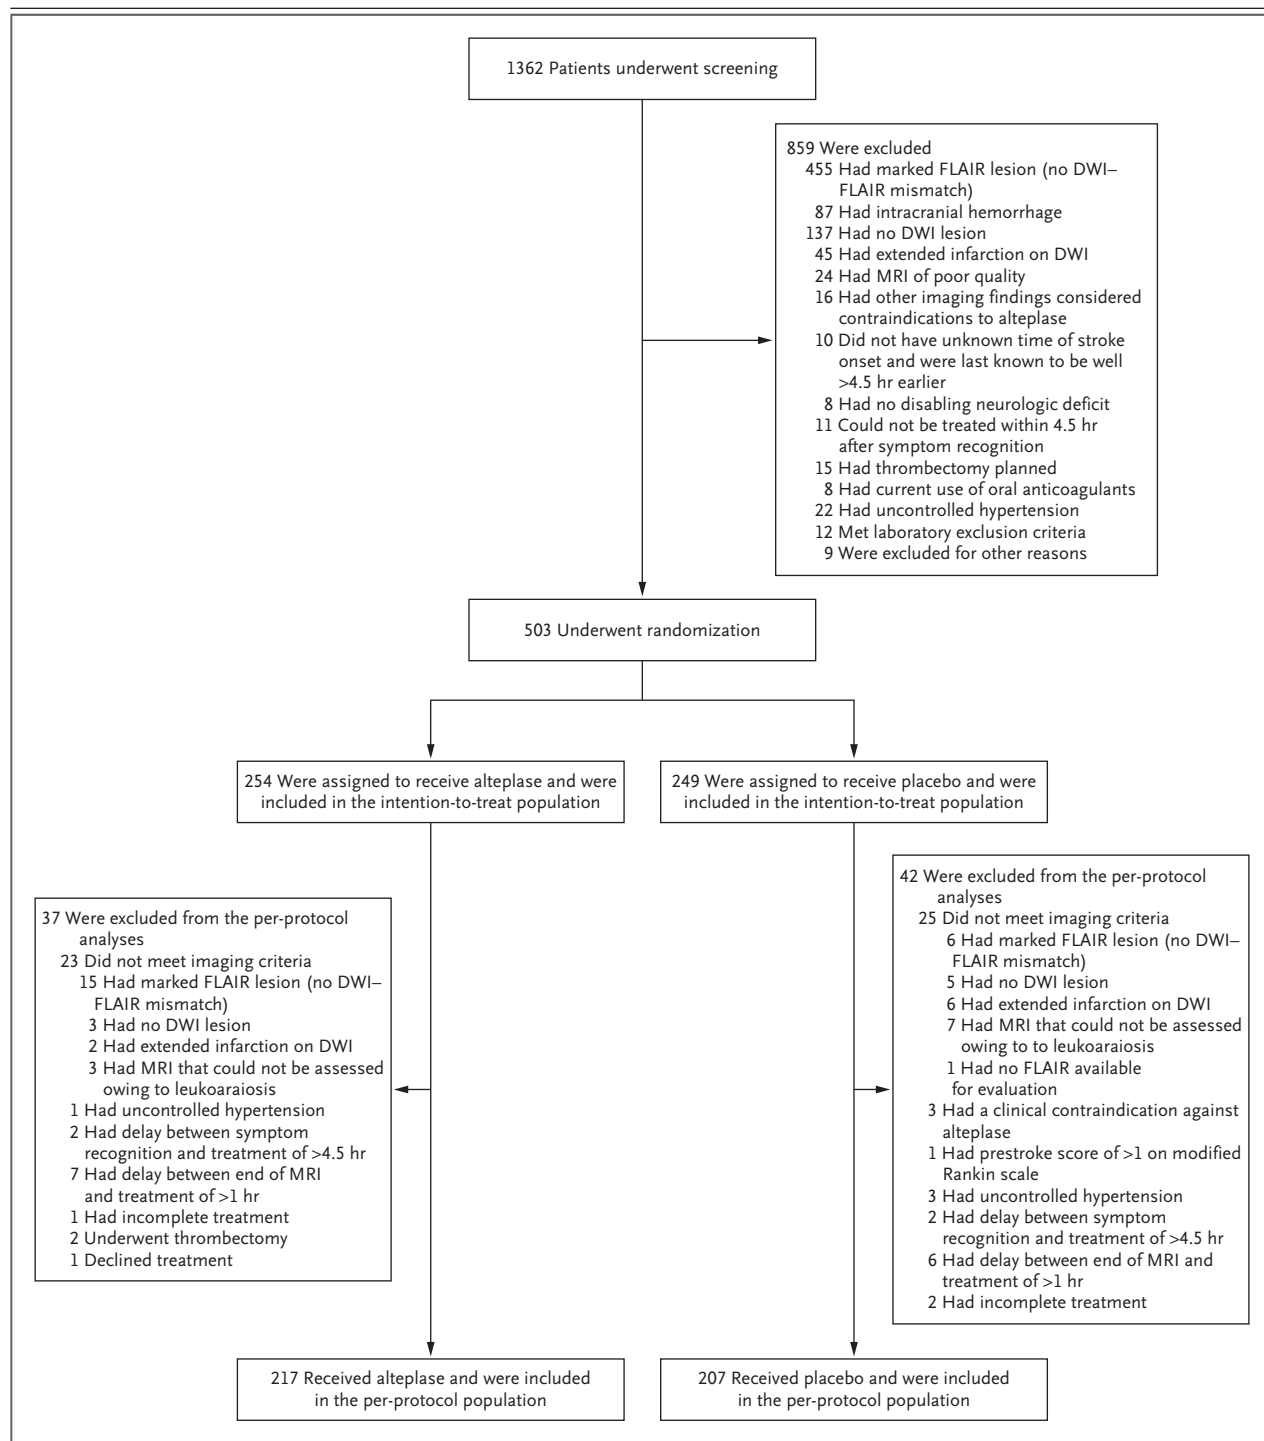 1362 Patients underwent screening
859 Were excluded
455 Had marked FLAIR lesion (no DWI–
FLAIR mismatch)
87 Had intracranial hemorrhage
137 Had no DWI lesion
45 Had extended infarction on DWI
24 Had MRI of poor quality
16 Had other imaging findings considered
contraindications to alteplase
10 Did not have unknown time of stroke
onset and were last known to be well
>4.5 hr earlier
8 Had no disabling neurologic deficit
11 Could not be treated within 4.5 hr
after symptom recognition
15 Had thrombectomy planned
8 Had current use of oral anticoagulants
22 Had uncontrolled hypertension
12 Met laboratory exclusion criteria
9 Were excluded for other reasons
503 Underwent randomization
254 Were assigned to receive alteplase and were
included in the intention-to-treat population
249 Were assigned to receive placebo and were
included in the intention-to-treat population
37 Were excluded from the per-protocol
analyses
23 Did not meet imaging criteria
15 Had marked FLAIR lesion (no DWI–
FLAIR mismatch)
3 Had no DWI lesion
2 Had extended infarction on DWI
3 Had MRI that could not be assessed
owing to leukoaraiosis
1 Had uncontrolled hypertension
2 Had delay between symptom
recognition and treatment of >4.5 hr
7 Had delay between end of MRI
and treatment of >1 hr
1 Had incomplete treatment
2 Underwent thrombectomy
1 Declined treatment
42 Were excluded from the per-protocol
analyses
25 Did not meet imaging criteria
6 Had marked FLAIR lesion (no DWI–
FLAIR mismatch)
5 Had no DWI lesion
6 Had extended infarction on DWI
7 Had MRI that could not be assessed
owing to to leukoaraiosis
1 Had no FLAIR available
for evaluation
3 Had a clinical contraindication against
alteplase
1 Had prestroke score of >1 on modified
Rankin scale
3 Had uncontrolled hypertension
2 Had delay between symptom
recognition and treatment of >4.5 hr
6 Had delay between end of MRI and
treatment of >1 hr
2 Had incomplete treatment
217 Received alteplase and were included
in the per-protocol population
207 Received placebo and were included
in the per-protocol population